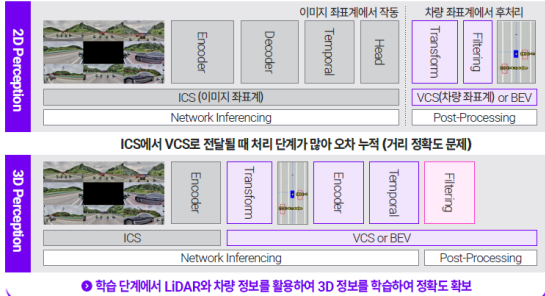 2D Perception
이미지 좌표계에서 작동
차량 좌표계에서 후처리
Encoder
Decoder
Temporal
Head
Transform
Filtering
ICS (이미지 좌표계)
VCS(차량 좌표계) or BEV
Network Inferencing
Post-Processing
ICS에서 VCS로 전달될 때 처리 단계가 많아 오차 누적 (거리 정확도 문제)
3D Perception
Encoder
Transform
Encoder
Temporal
Filtering
ICS
VCS or BEV
Network Inferencing
Post-Processing
학습 단계에서 LiDAR와 차량 정보를 활용하여 3D 정보를 학습하여 정확도 확보